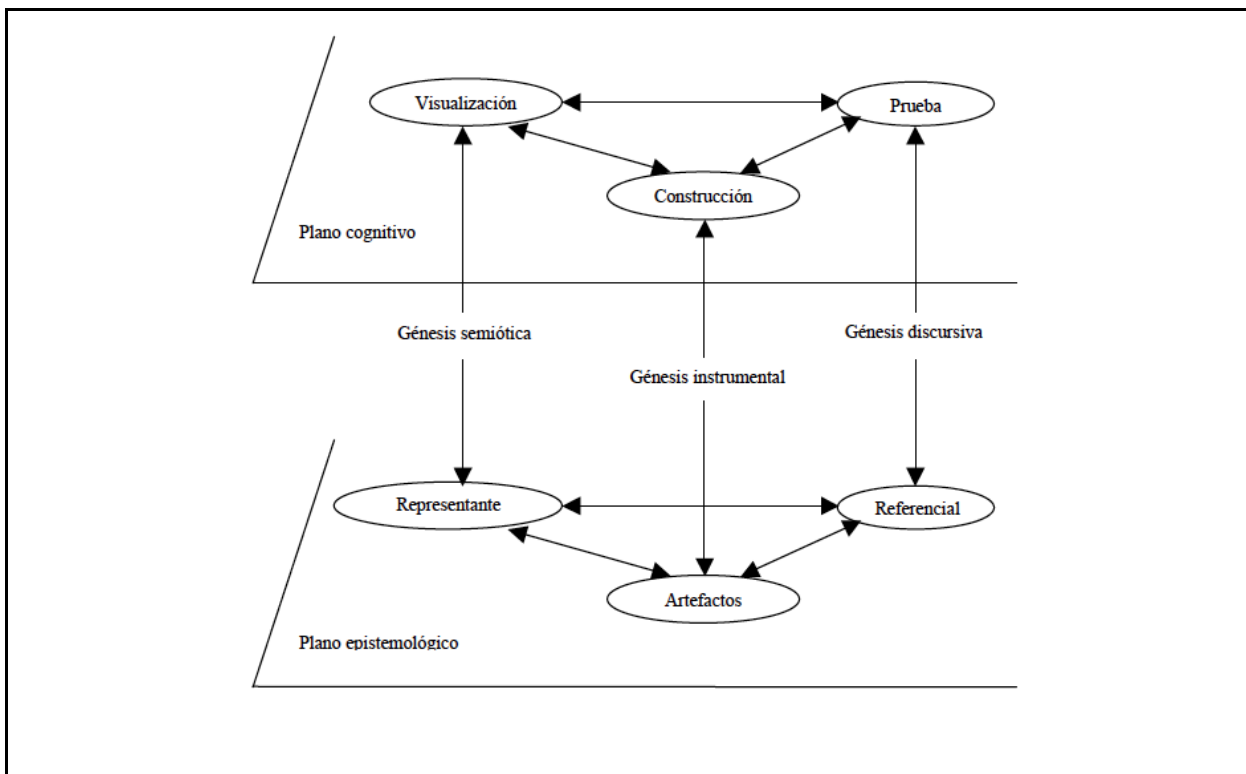 Visualización
Prueba
Construcción
Plano cognitivo
Génesis semiótica
Génesis discursiva
Génesis instrumental
Representante
Referencial
Artefactos
Plano epistemológico